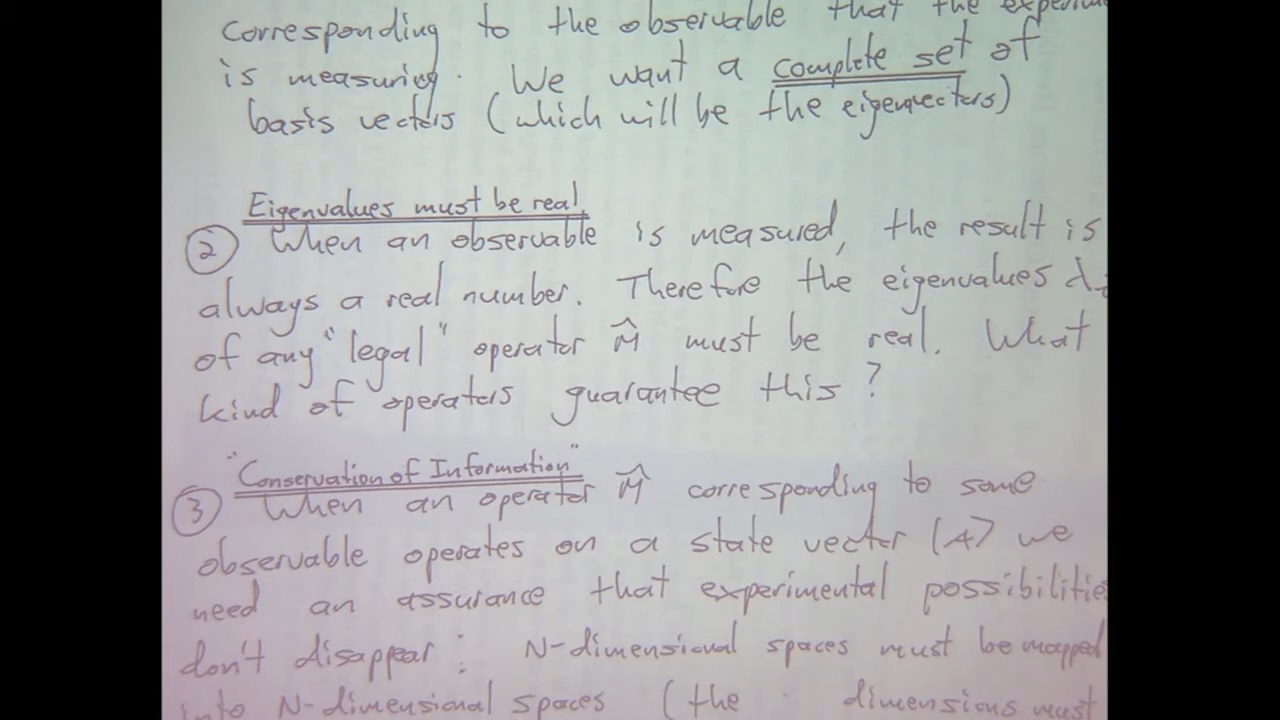 corresponding to the observable that the
is measuring. We want a complete set of
basis vectors (which will be the eigenvectors)
Eigenvalues must be real.
② When an observable is measured, the result is
always a real number. Therefore the eigenvalues
of any "legal" operator M̂ must be real. What
kind of operators guarantee this?
"Conservation of Information"
③ When an operator M̂ corresponding to some
observable operates on a state vector |A> we
need an assurance that experimental possibilities
don't disappear: N-dimensional spaces must be mapped
into N-dimensional spaces (the dimensions must